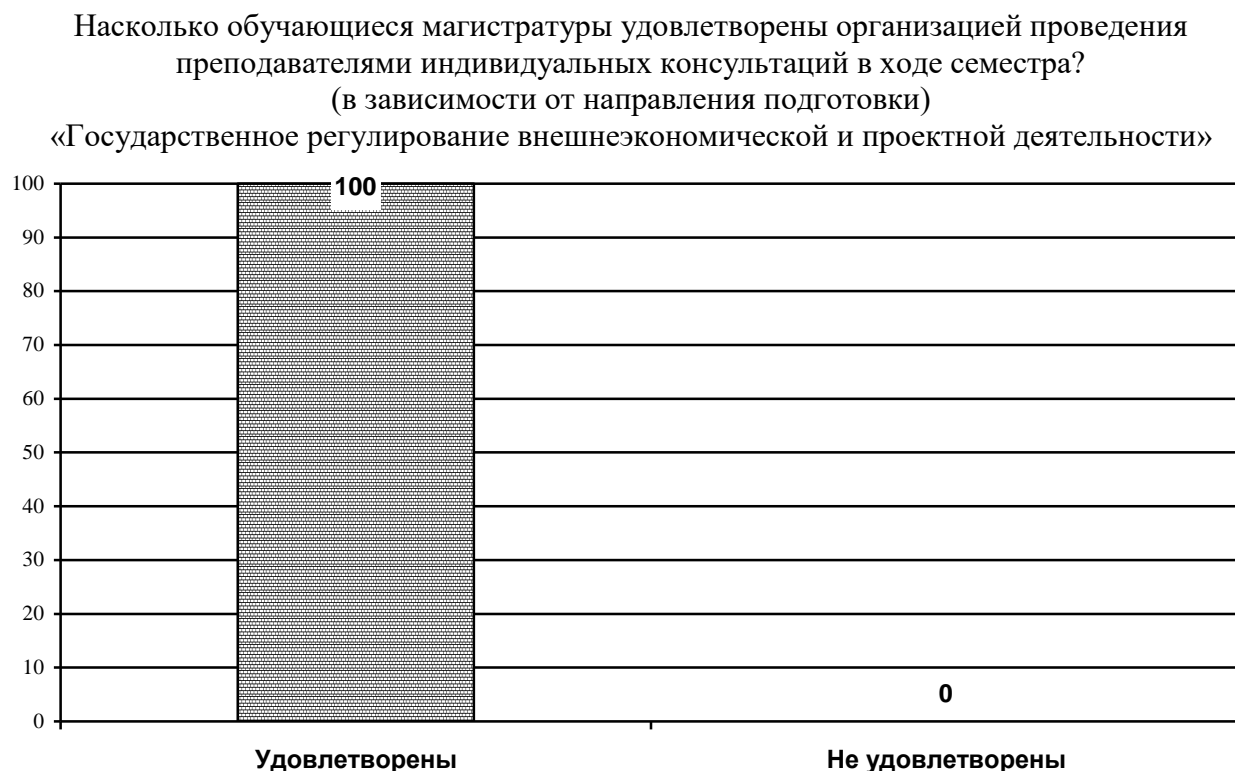 Насколько обучающиеся магистратуры удовлетворены организацией проведения
преподавателями индивидуальных консультаций в ходе семестра?
(в зависимости от направления подготовки)
«Государственное регулирование внешнеэкономической и проектной деятельности»
100
100
90
80
70
60
50
40
30
20
10
0
0
Удовлетворены
Не удовлетворены